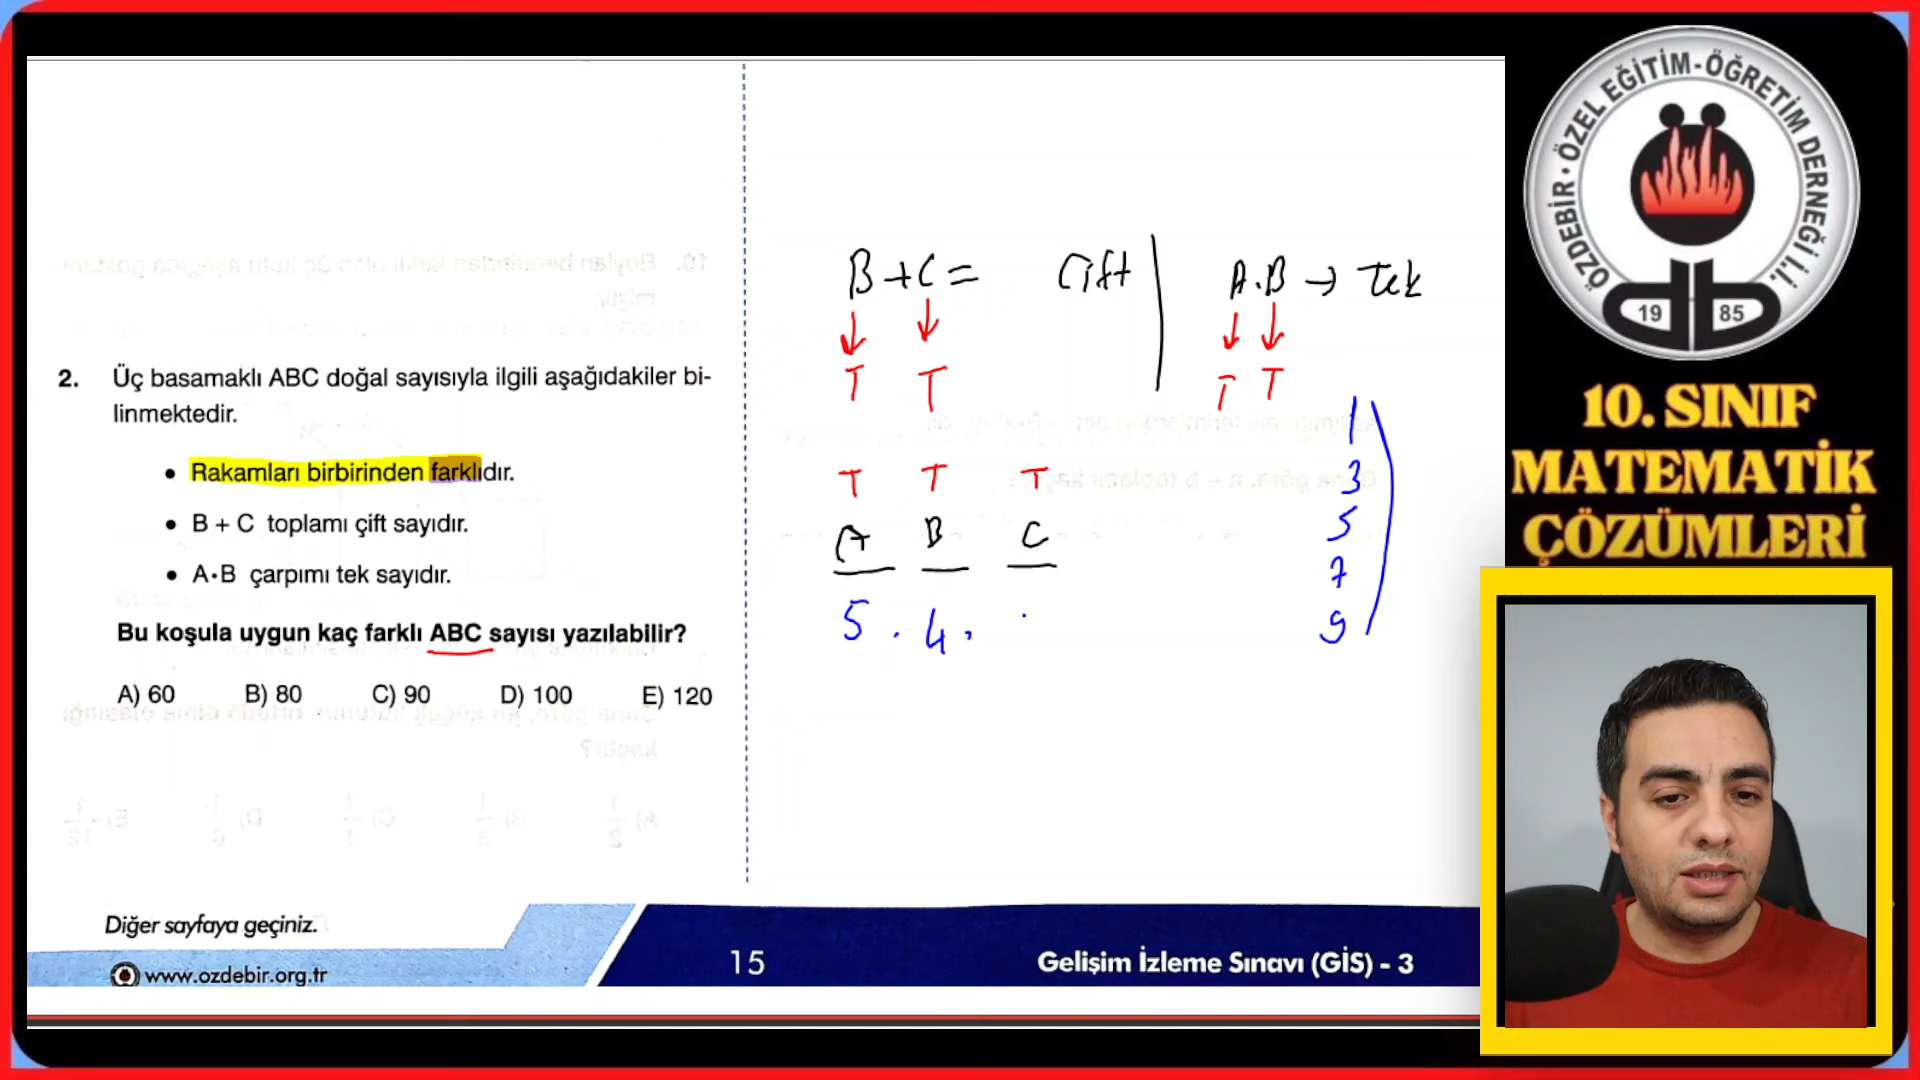 2. Üç basamaklı ABC doğal sayısıyla ilgili aşağıdakiler bi-
linmektedir.
• Rakamları birbirinden farklıdır.
• B + C toplamı çift sayıdır.
• A·B çarpımı tek sayıdır.
Bu koşula uygun kaç farklı ABC sayısı yazılabilir?
A) 60 B) 80 C) 90 D) 100 E) 120
Diğer sayfaya geçiniz.
www.ozdebir.org.tr
15
Gelişim İzleme Sınavı (GİS) - 3
B + C = Çift
A.B → Tek
T T
T T
T T T
A B C
5 . 4 .
1
3
5
7
9
ÖZDEBİR · ÖZEL EĞİTİM-ÖĞRETİM DERNEĞİ İ.İ.
19 85
10. SINIF
MATEMATİK
ÇÖZÜMLERİ